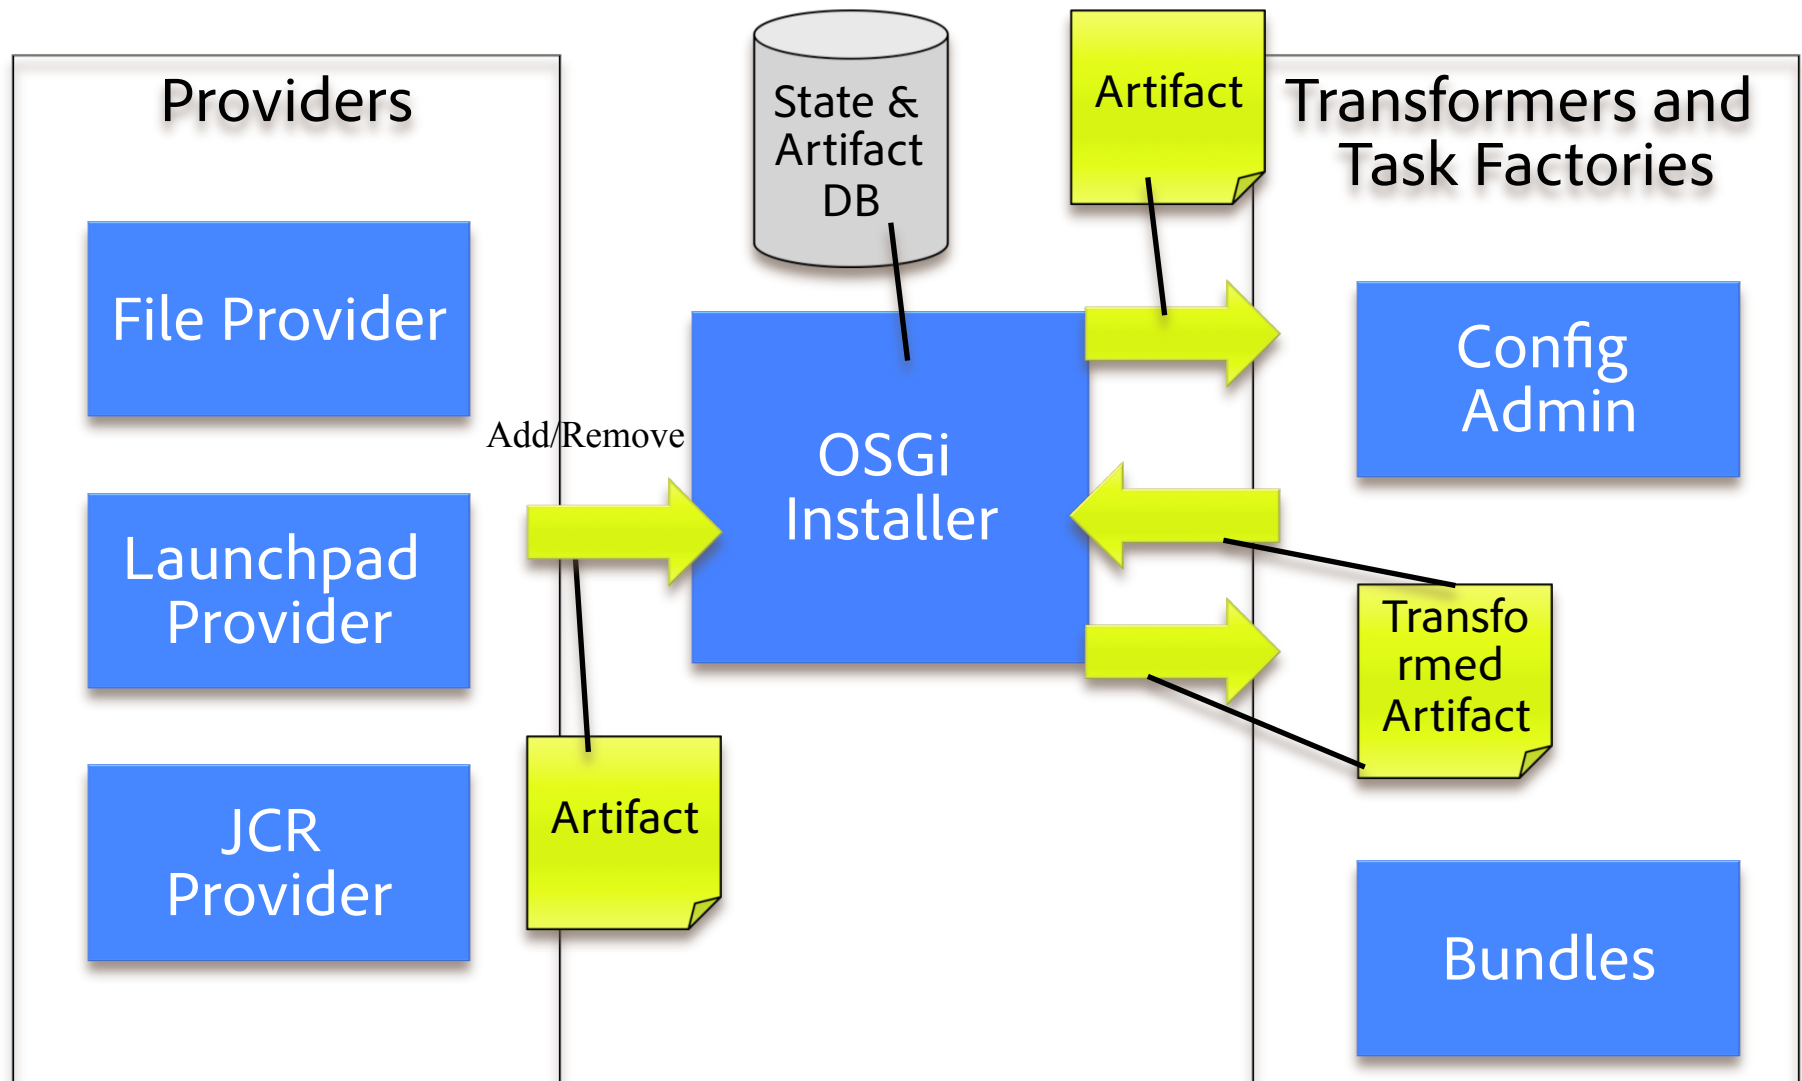 Providers
File Provider
Launchpad
Provider
JCR
Provider
Add/Remove
Artifact
State &
Artifact
DB
OSGi
Installer
Artifact
Transformers and
Task Factories
Config
Admin
Transfo
rmed
Artifact
Bundles